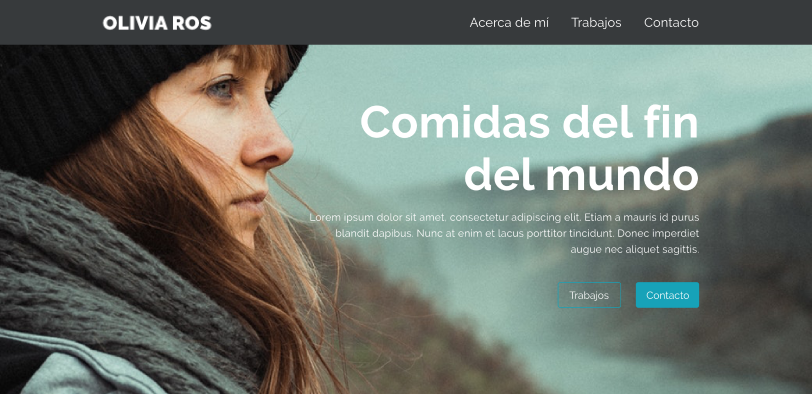 OLIVIA ROS
Acerca de mí Trabajos Contacto
Comidas del fin
del mundo
Lorem ipsum dolor sit amet, consectetur adipiscing elit. Etiam a mauris id purus
blandit dapibus. Nunc at enim et lacus porttitor tincidunt. Donec imperdiet
augue nec aliquet sagittis.
Trabajos Contacto